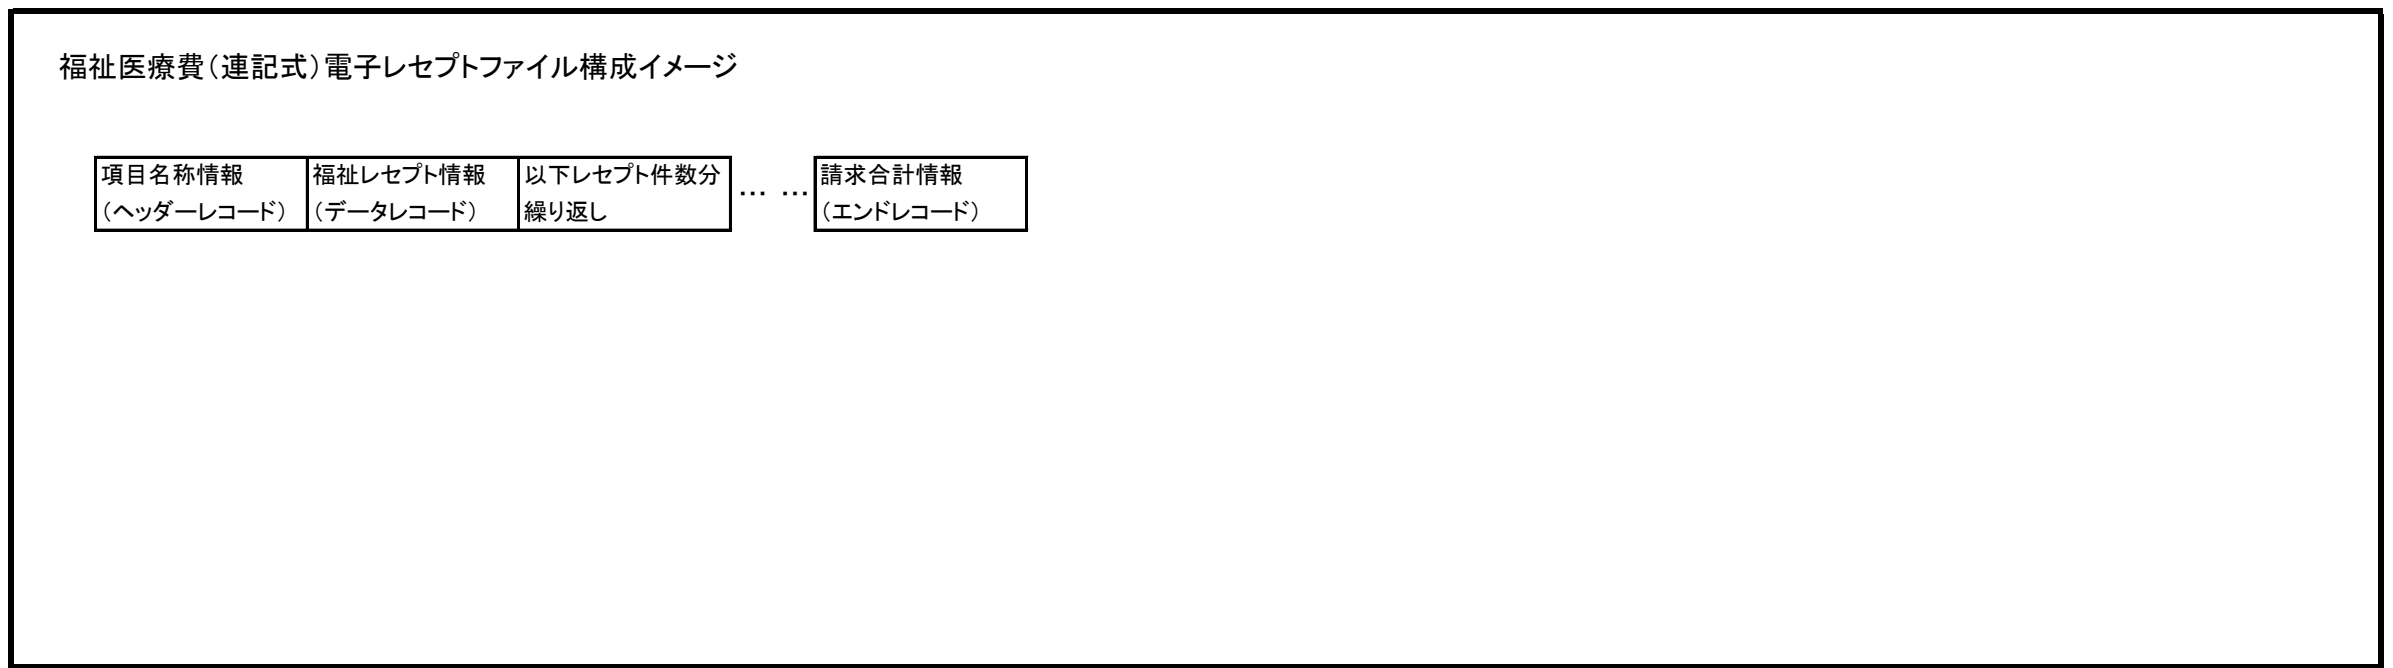 福祉医療費（連記式）電子レセプトファイル構成イメージ
項目名称情報
（ヘッダーレコード）
福祉レセプト情報
（データレコード）
以下レセプト件数分
繰り返し
… …
請求合計情報
（エンドレコード）